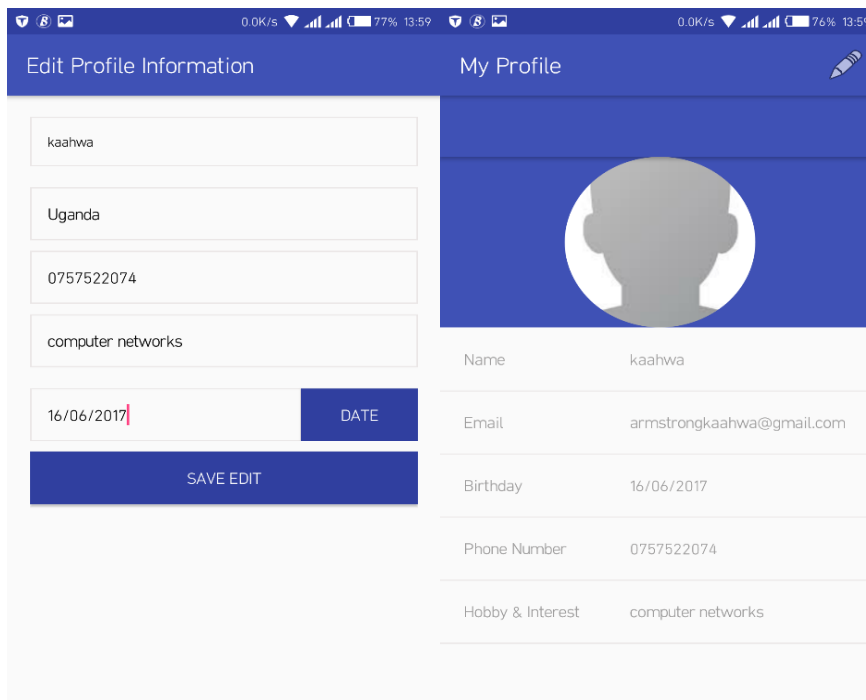 0.0K/s 77% 13:59
Edit Profile Information
kaahwa
Uganda
0757522074
computer networks
16/06/2017 DATE
SAVE EDIT
0.0K/s 76% 13:59
My Profile
Name kaahwa
Email armstrongkaahwa@gmail.com
Birthday 16/06/2017
Phone Number 0757522074
Hobby & Interest computer networks